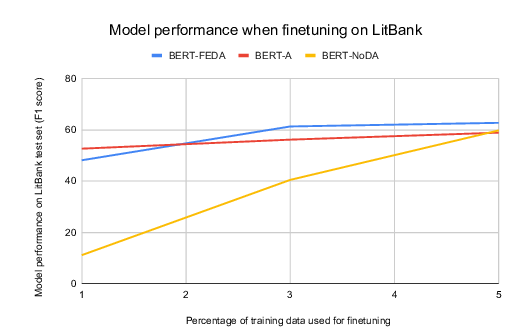 Model performance when finetuning on LitBank
BERT-FEDA BERT-A BERT-NoDA
Model performance on LitBank test set (F1 score)
80
60
40
20
0
1 2 3 4 5
Percentage of training data used for finetuning